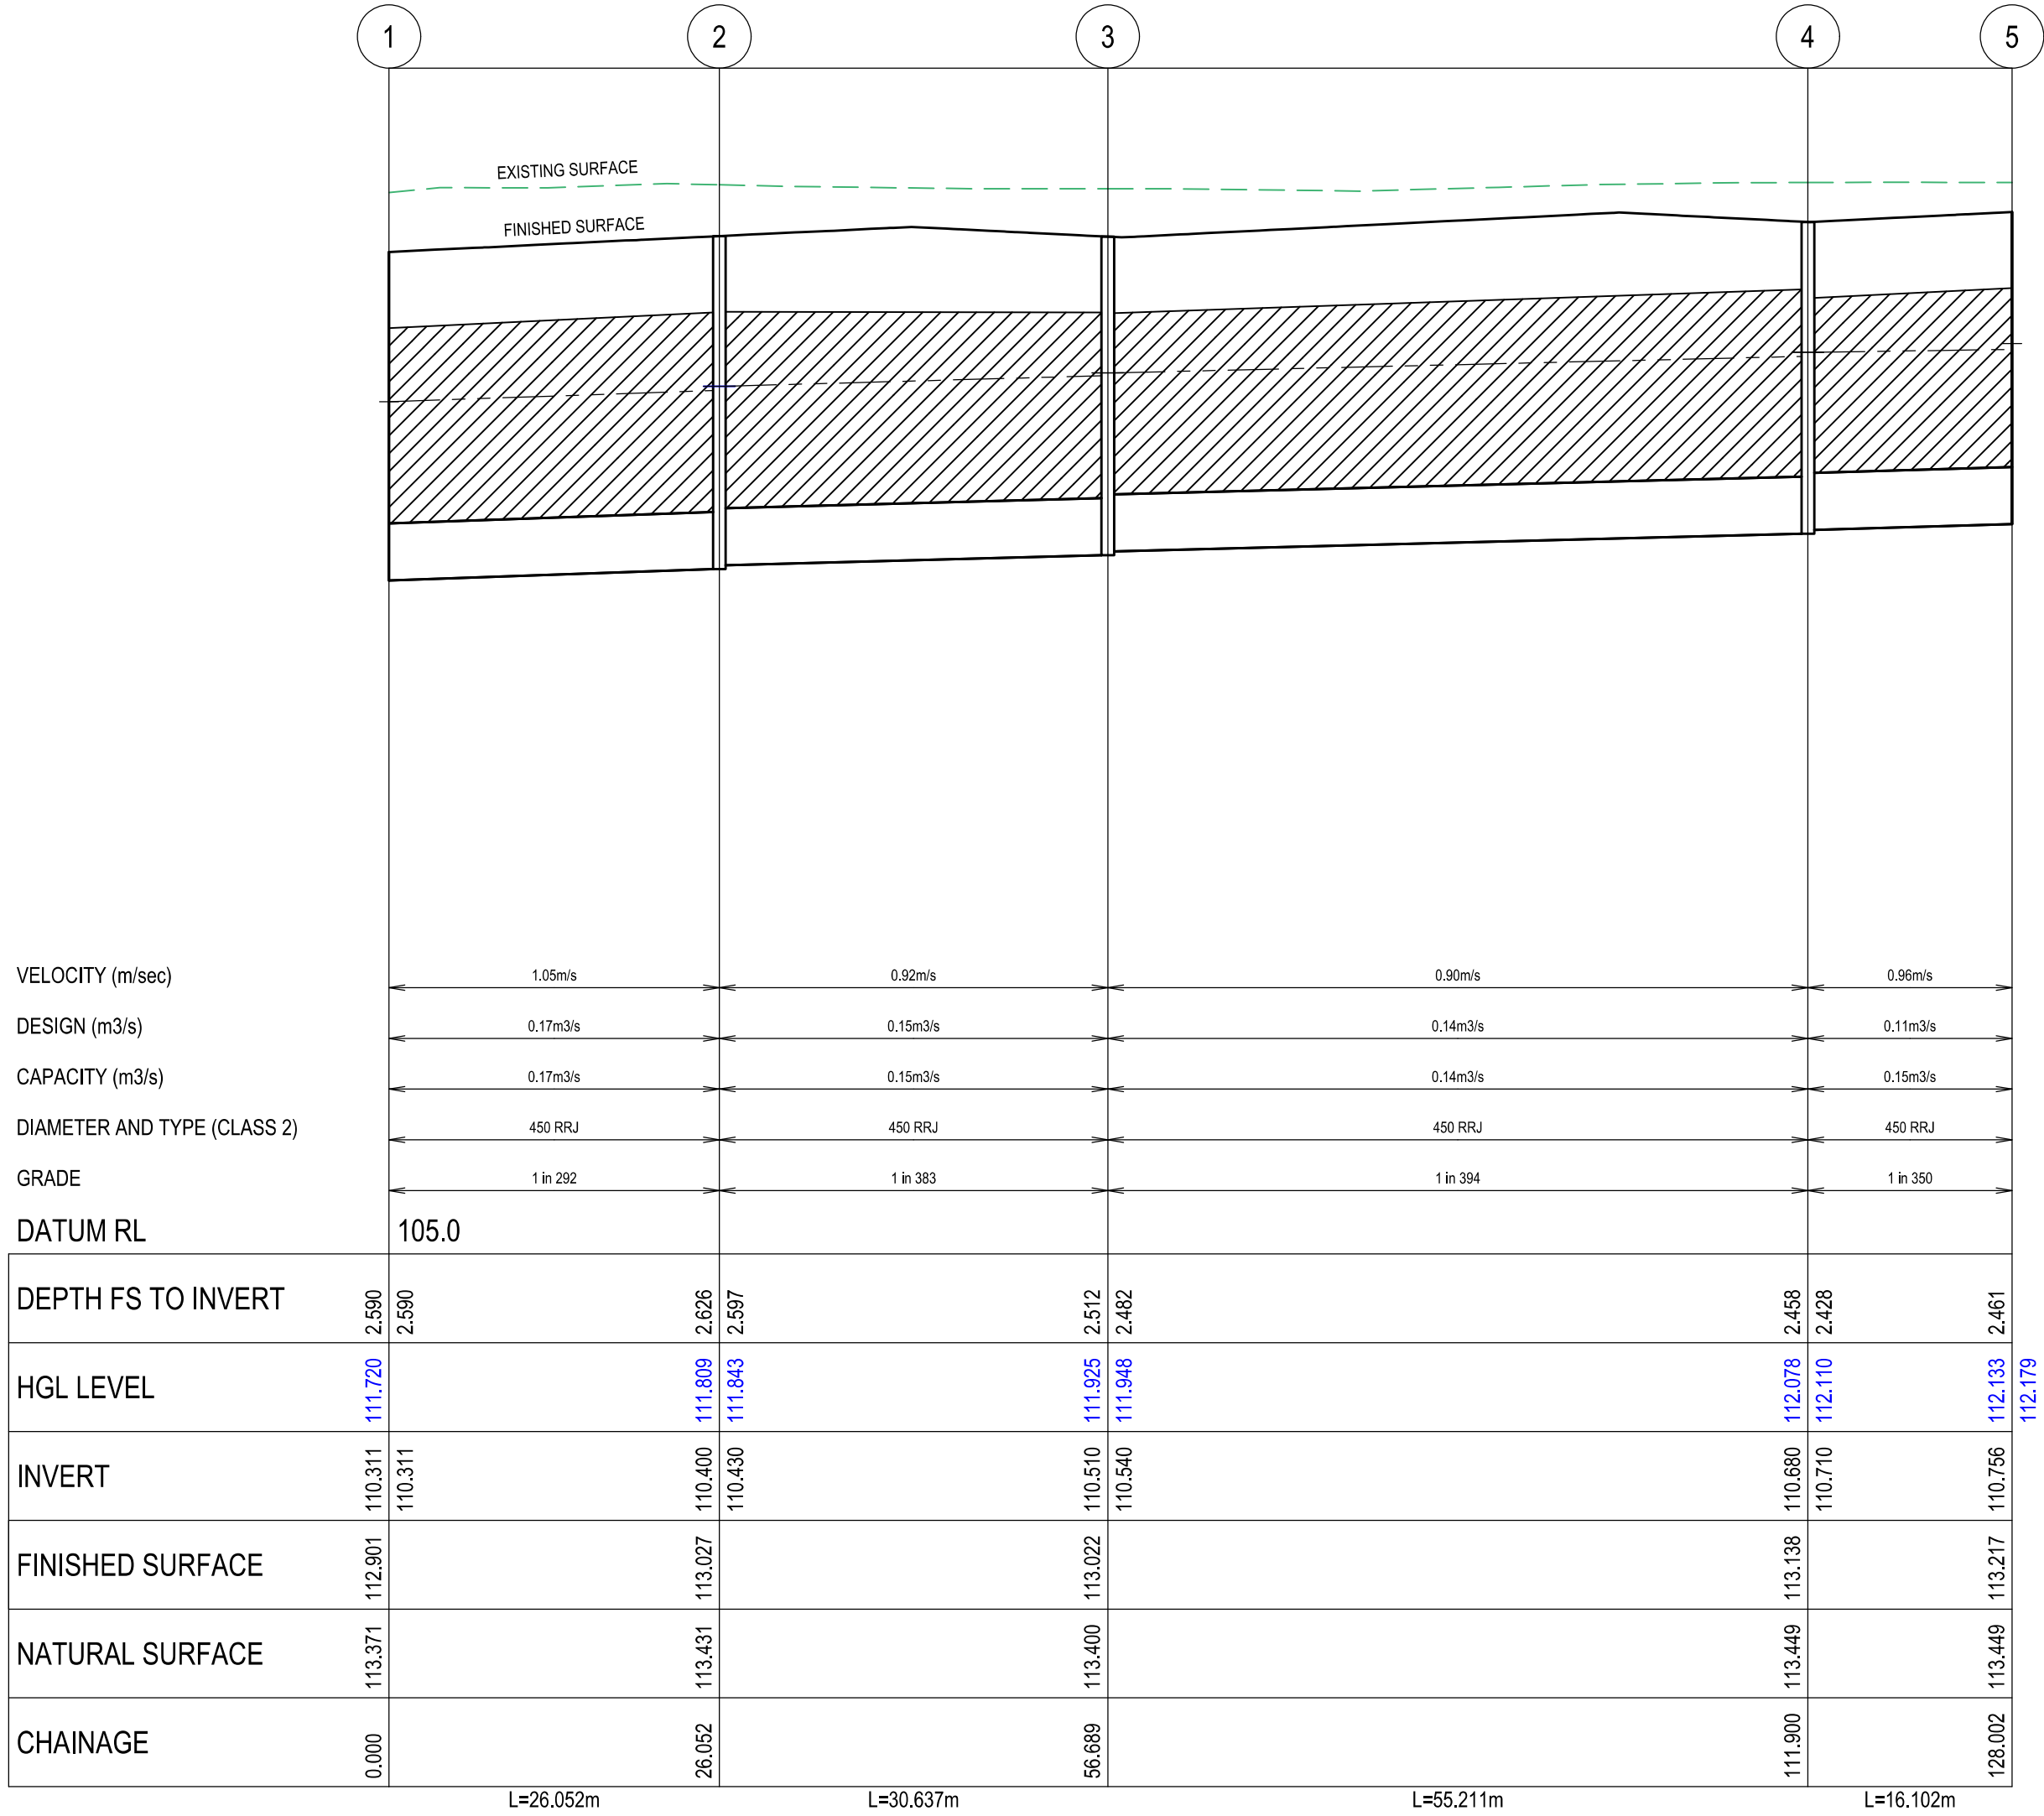 1 2 3 4 5
EXISTING SURFACE
FINISHED SURFACE
VELOCITY (m/sec) 1.05m/s 0.92m/s 0.90m/s 0.96m/s
DESIGN (m3/s) 0.17m3/s 0.15m3/s 0.14m3/s 0.11m3/s
CAPACITY (m3/s) 0.17m3/s 0.15m3/s 0.14m3/s 0.15m3/s
DIAMETER AND TYPE (CLASS 2) 450 RRJ 450 RRJ 450 RRJ 450 RRJ
GRADE 1 in 292 1 in 383 1 in 394 1 in 350
DATUM RL 105.0
DEPTH FS TO INVERT 2.590 2.590 2.626 2.597 2.512 2.482 2.458 2.428 2.461
HGL LEVEL 111.720 111.809 111.843 111.925 111.948 112.078 112.110 112.133 112.179
INVERT 110.311 110.311 110.400 110.430 110.510 110.540 110.680 110.710 110.756
FINISHED SURFACE 112.901 113.027 113.022 113.138 113.217
NATURAL SURFACE 113.371 113.431 113.400 113.449 113.449
CHAINAGE 0.000 26.052 56.689 111.900 128.002
L=26.052m L=30.637m L=55.211m L=16.102m